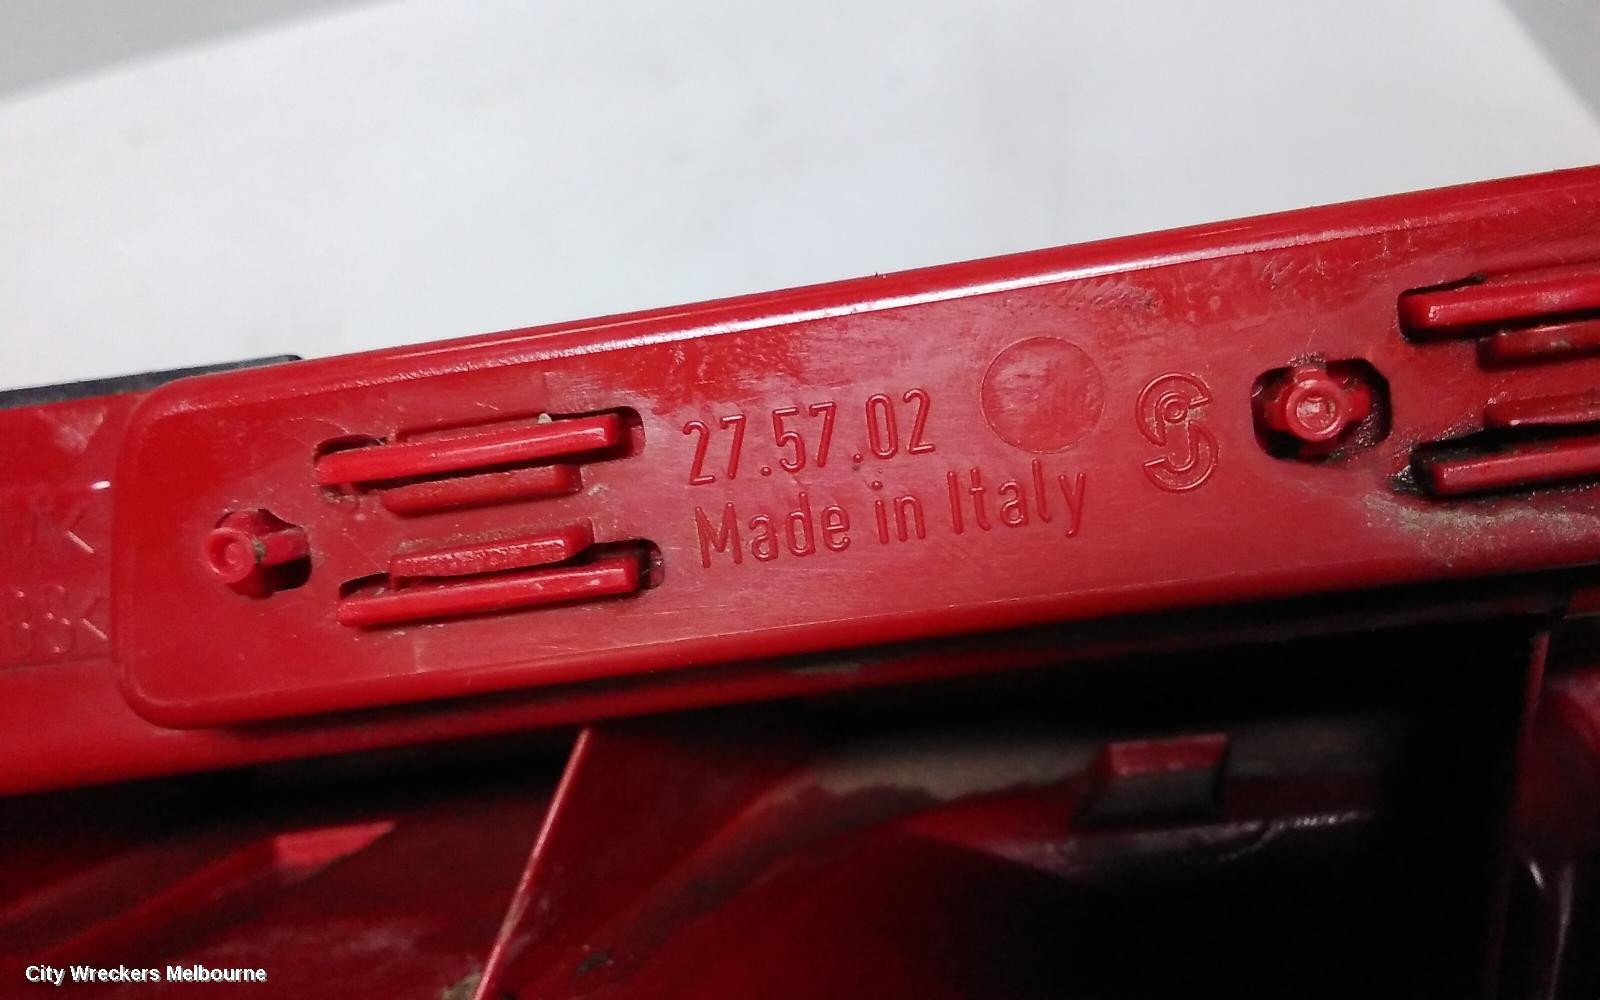 27.57.02
Made in Italy
City Wreckers Melbourne